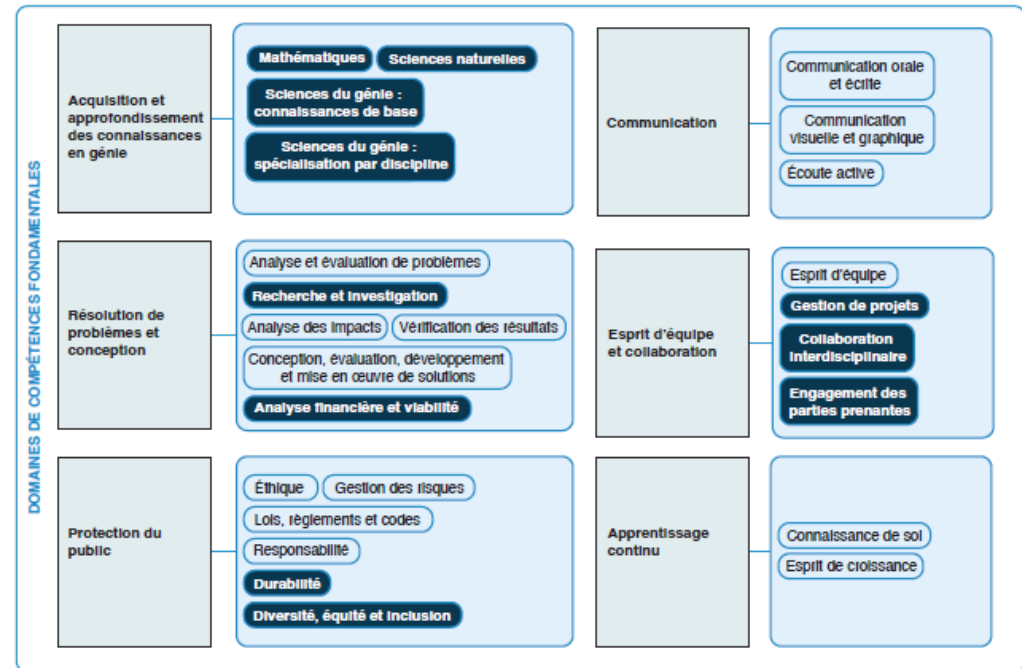 DOMAINES DE COMPÉTENCES FONDAMENTALES
Acquisition et
approfondissement
des connaissances
en génie
Mathématiques
Sciences naturelles
Sciences du génie :
connaissances de base
Sciences du génie :
spécialisation par discipline
Communication
Communication orale
et écrite
Communication
visuelle et graphique
Écoute active
Résolution de
problèmes et
conception
Analyse et évaluation de problèmes
Recherche et investigation
Analyse des impacts
Vérification des résultats
Conception, évaluation, développement
et mise en œuvre de solutions
Analyse financière et viabilité
Esprit d'équipe
et collaboration
Esprit d'équipe
Gestion de projets
Collaboration
interdisciplinaire
Engagement des
parties prenantes
Protection du
public
Éthique
Gestion des risques
Lois, règlements et codes
Responsabilité
Durabilité
Diversité, équité et inclusion
Apprentissage
continu
Connaissance de soi
Esprit de croissance